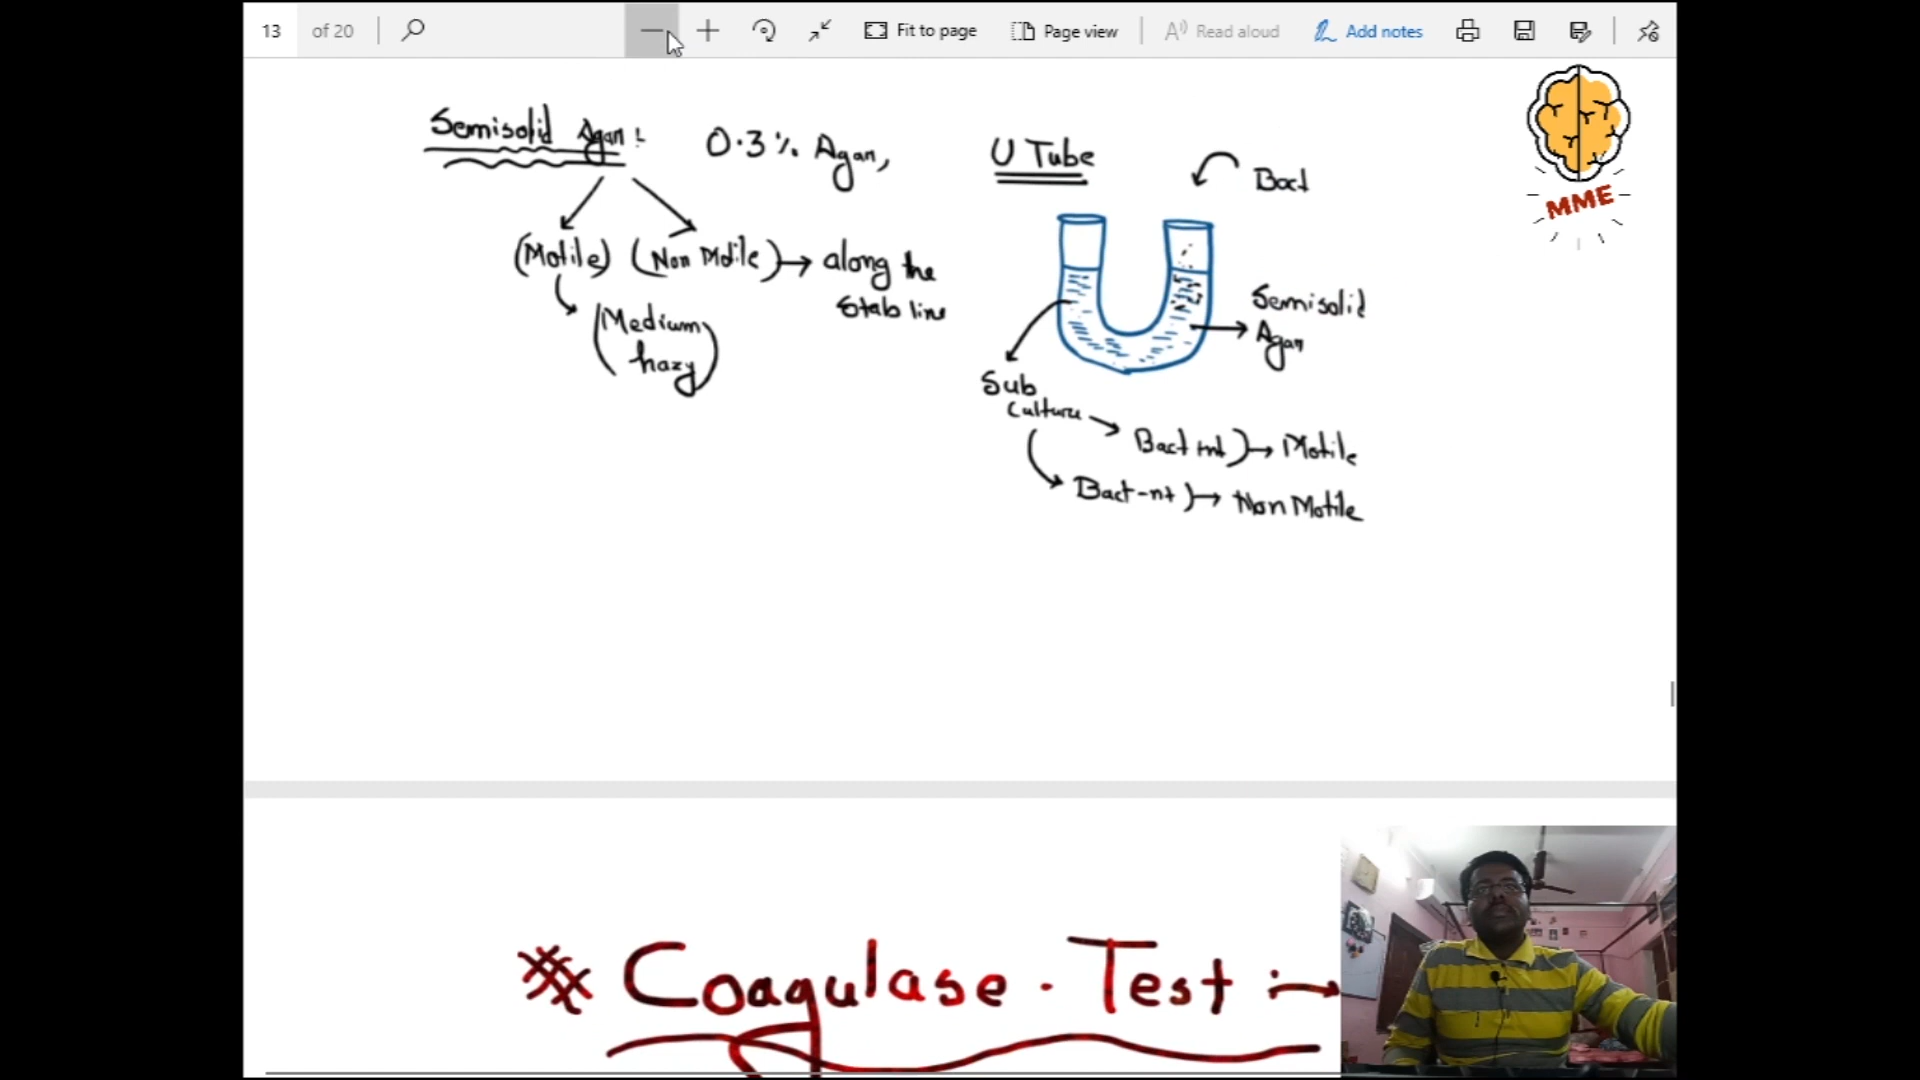 13 of 20 Fit to page Page view Read aloud Add notes
Semisolid Agar: 0.3% Agar,
(Motile) (Non Motile) → along the
Stab line
(Medium
hazy)
U Tube
Bact
Semisolid
Agar
Sub
Culture
Bact +nt) → Motile
Bact -nt) → Non Motile
MME
* Coagulase · Test :→